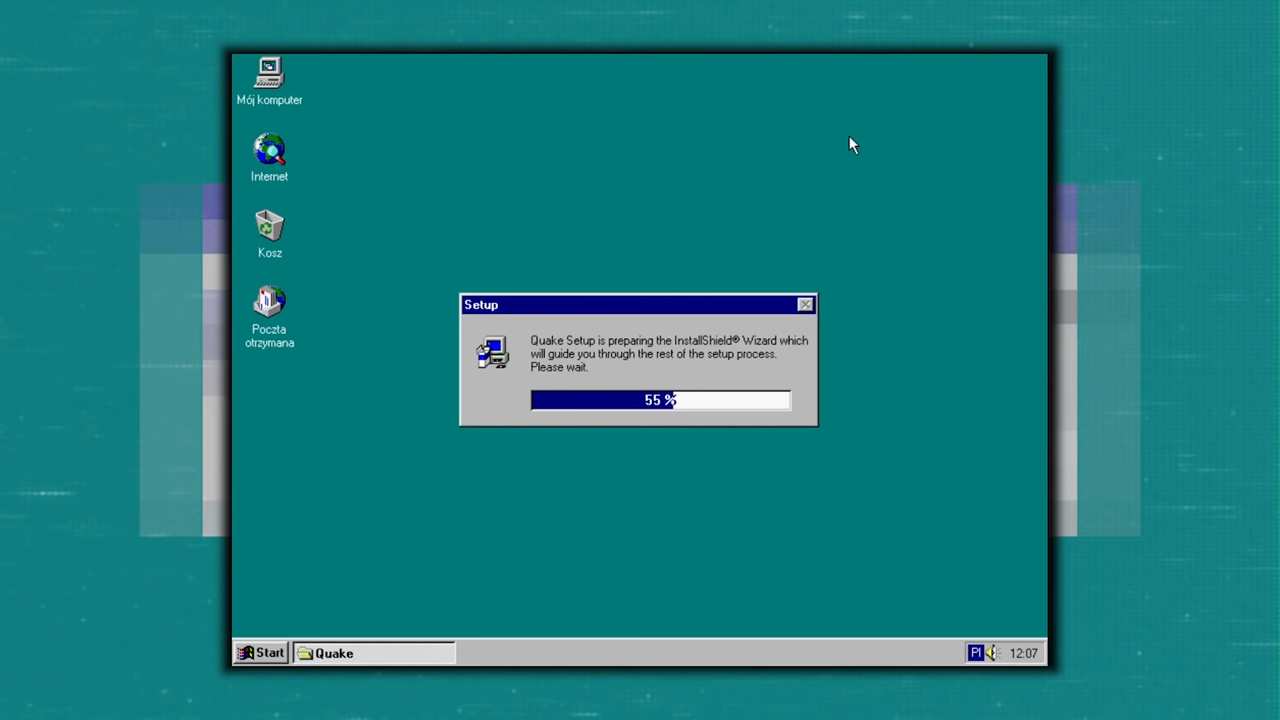 Mój komputer
Internet
Kosz
Poczta
otrzymana
Setup
Quake Setup is preparing the InstallShield® Wizard which
will guide you through the rest of the setup process.
Please wait.
55 %
Start
Quake
Pl
12:07